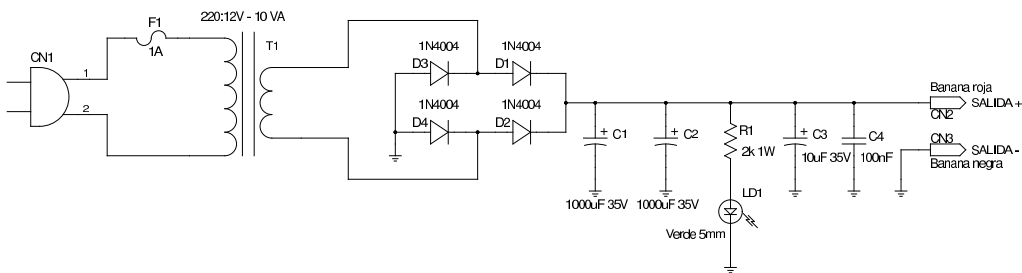 220:12V - 10 VA
F1
1A
CN1
1
2
T1
1N4004
D3
1N4004
D1
1N4004
D4
1N4004
D2
+ C1
1000uF 35V
+ C2
1000uF 35V
R1
2k 1W
LD1
Verde 5mm
+ C3
10uF 35V
C4
100nF
Banana roja
SALIDA +
CN2
CN3
SALIDA -
Banana negra